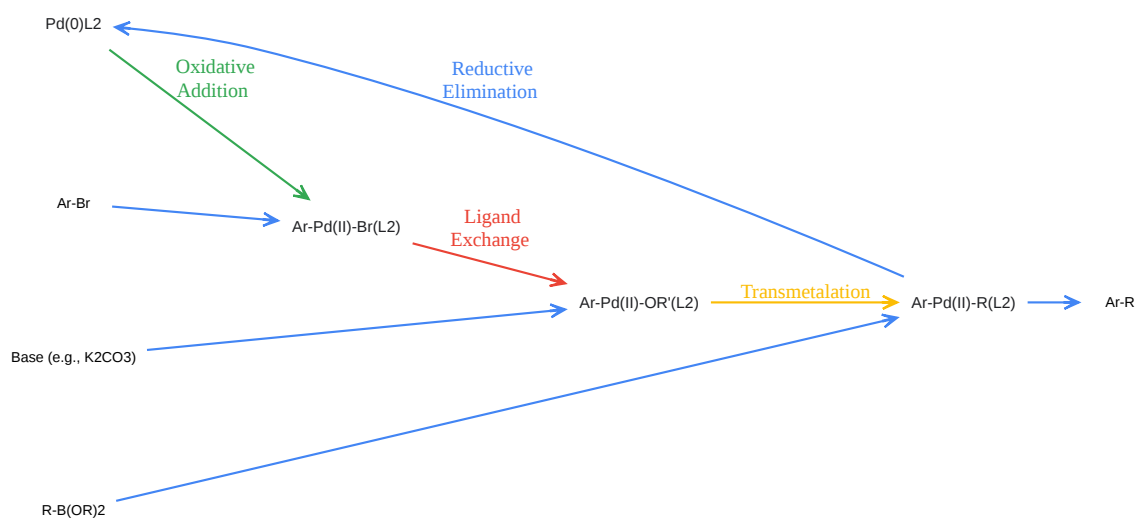 Pd(0)L2
Oxidative
Addition
Reductive
Elimination
Ar-Br
Ar-Pd(II)-Br(L2)
Ligand
Exchange
Ar-Pd(II)-OR'(L2)
Transmetalation
Ar-Pd(II)-R(L2)
Ar-R
Base (e.g., K2CO3)
R-B(OR)2